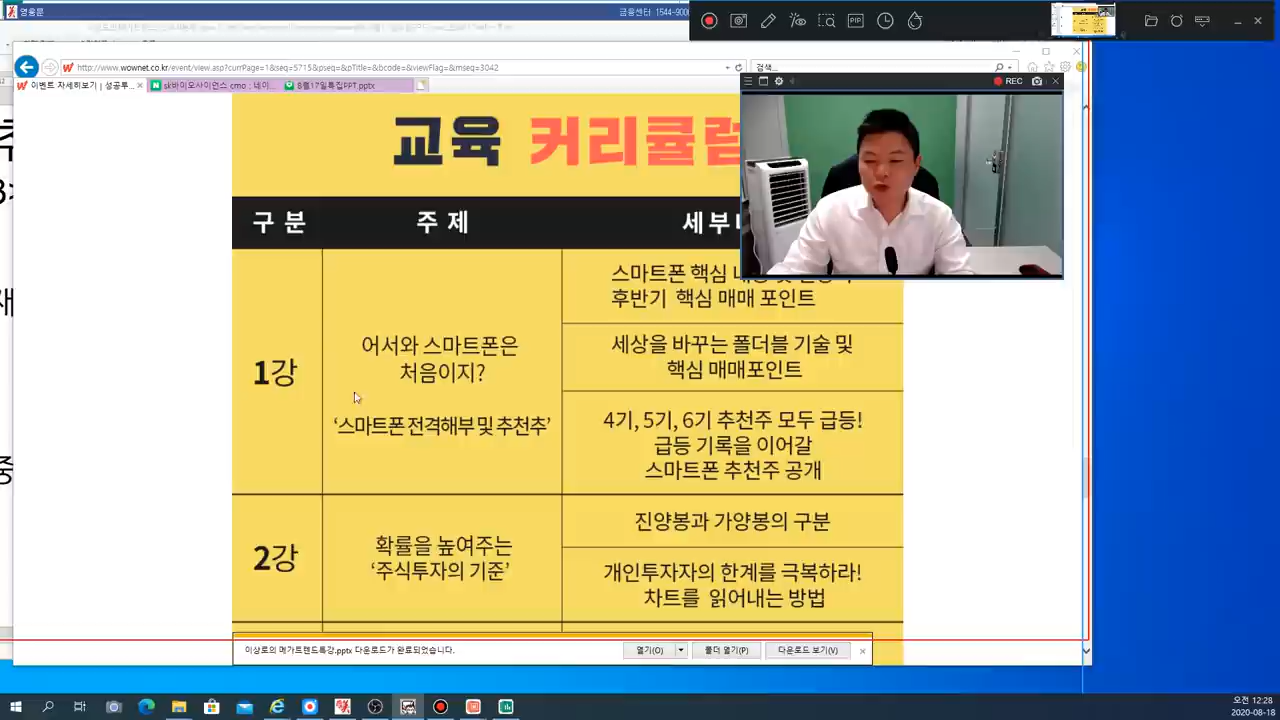 영웅문
금융센터 1544-900
http://www.wownet.co.kr/event/view.asp?currPage=1&seq=5715&pseq=&pTitle=&bcode=&viewFlag=&mseq=3042
검색...
이벤트 자세히보기 | 성공투...
sk바이오사이언스 cmo : 네이...
8월17일특집PPT.pptx
REC
PIP
교육 커리큘럼
구 분
주 제
세부
스마트폰 핵심
후반기 핵심 매매 포인트
1강
어서와 스마트폰은
처음이지?
‘스마트폰 전격해부 및 추천추’
세상을 바꾸는 폴더블 기술 및
핵심 매매포인트
4기, 5기, 6기 추천주 모두 급등!
급등 기록을 이어갈
스마트폰 추천주 공개
2강
확률을 높여주는
‘주식투자의 기준’
진양봉과 가양봉의 구분
개인투자자의 한계를 극복하라!
차트를 읽어내는 방법
이상로의 메가트렌드특강.pptx 다운로드가 완료되었습니다.
열기(O)
폴더 열기(P)
다운로드 보기(V)
오전 12:28
2020-08-18